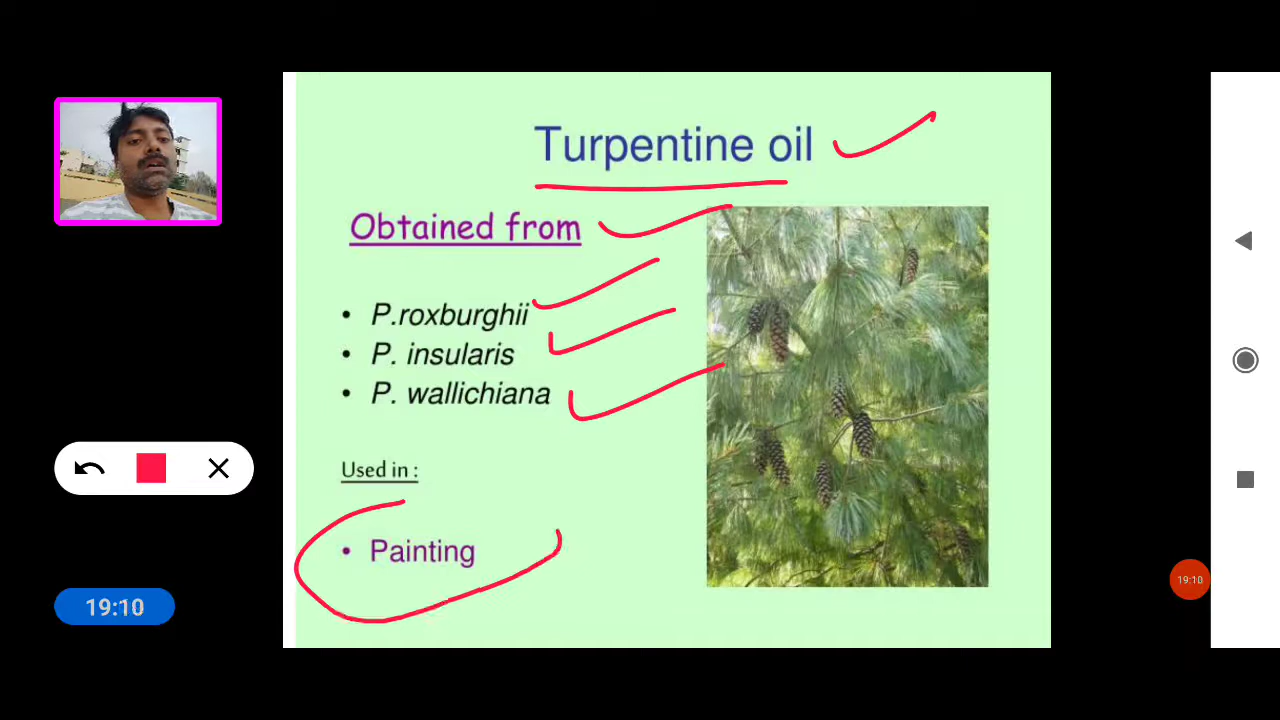 Turpentine oil
Obtained from
• P.roxburghii
• P. insularis
• P. wallichiana
Used in :
• Painting
19:10
19:10